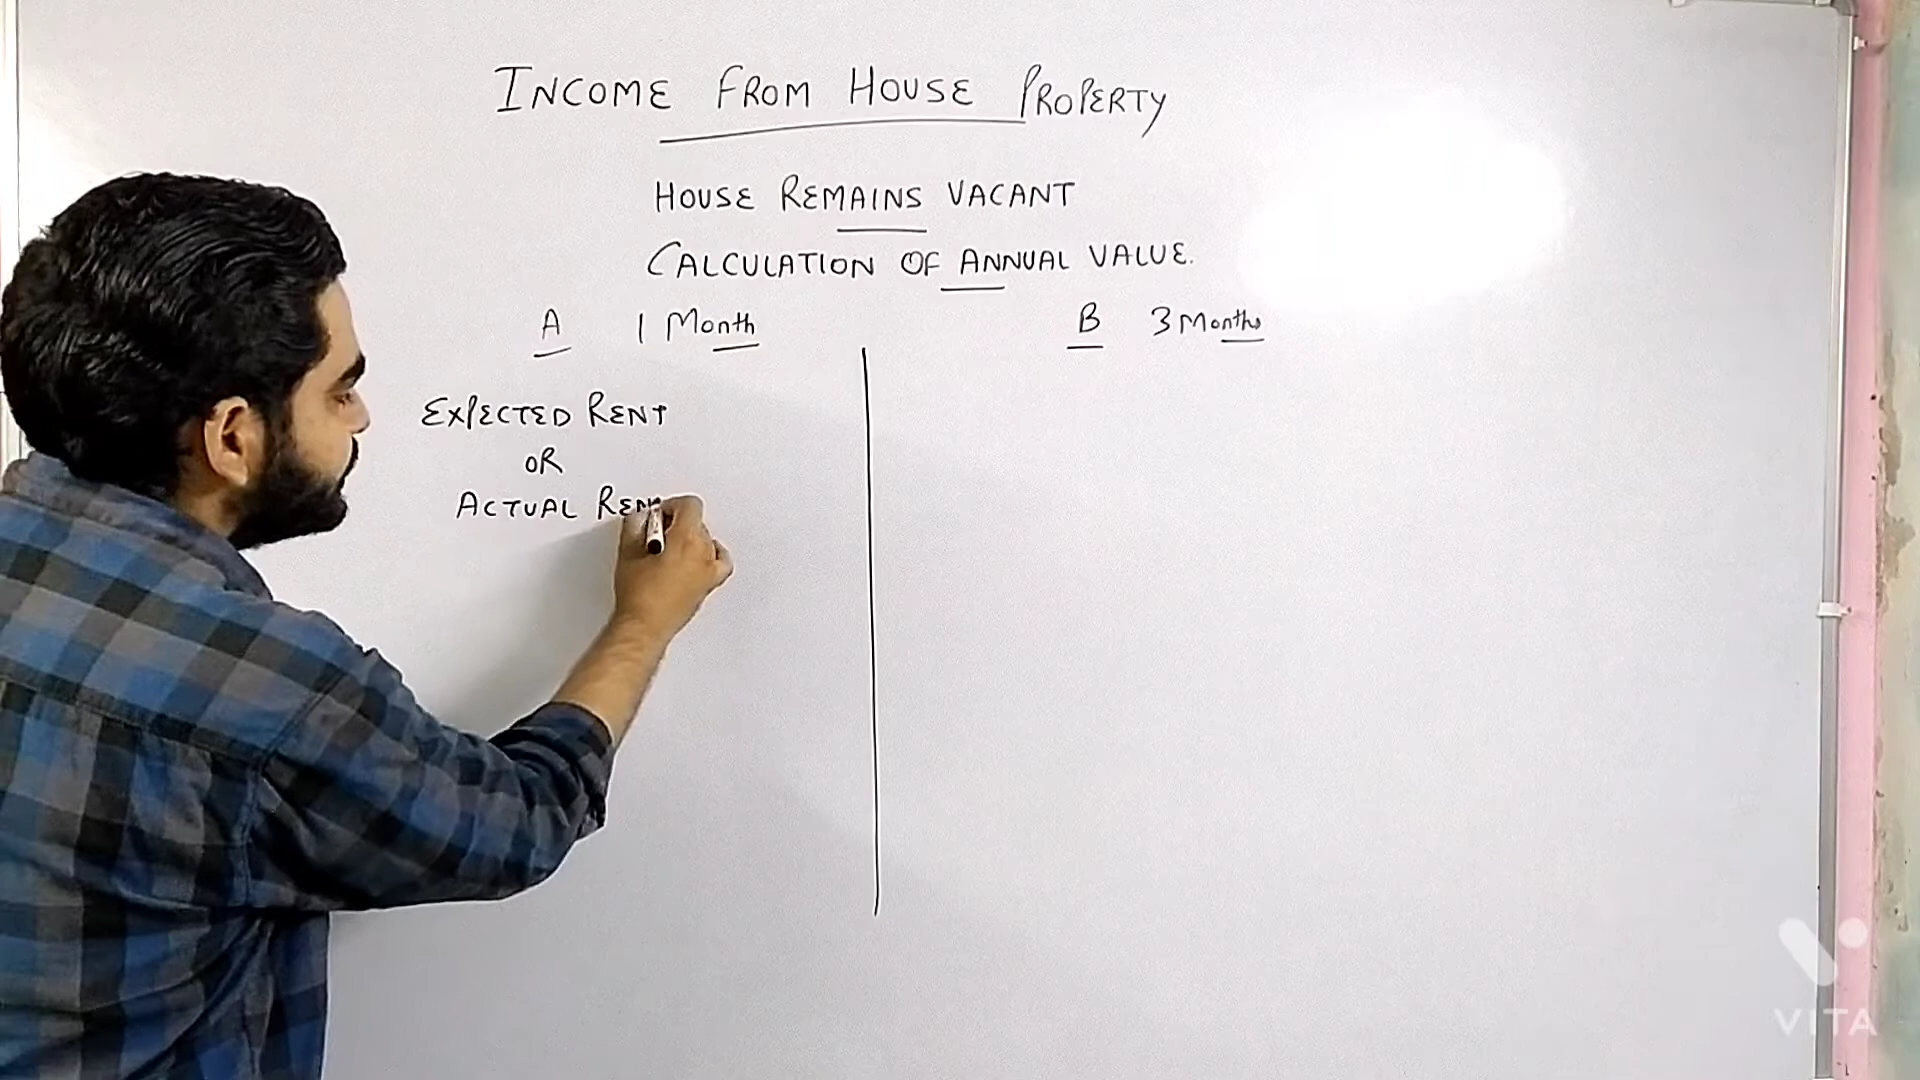 INCOME FROM HOUSE PROPERTY
HOUSE REMAINS VACANT
CALCULATION OF ANNUAL VALUE.
A 1 Month
B 3 Months
EXPECTED RENT
OR
ACTUAL REN
VITA